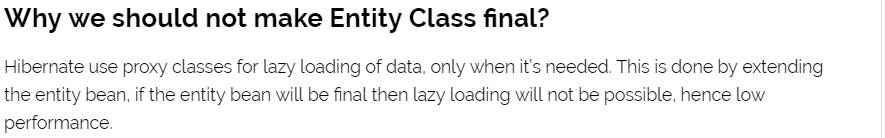 Why we should not make Entity Class final?
Hibernate use proxy classes for lazy loading of data, only when it's needed. This is done by extending
the entity bean, if the entity bean will be final then lazy loading will not be possible, hence low
performance.